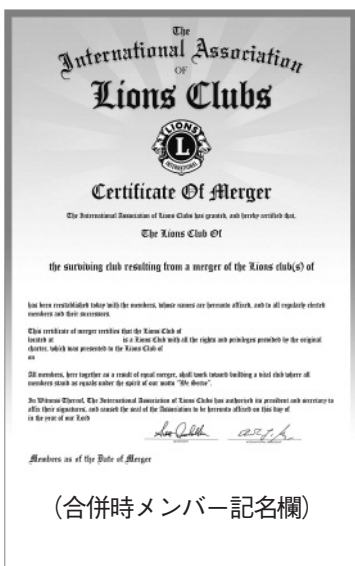 The
International Association
OF
Lions Clubs
LIONS
L
INTERNATIONAL
Certificate Of Merger
The International Association of Lions Clubs has granted, and hereby certified that,
The Lions Club Of
the surviving club resulting from a merger of the Lions club(s) of
has been reestablished today with the members, whose names are hereunto affixed, and to all regularly elected
members and their successors.
This certificate of merger certifies that the Lions Club of
located at is a Lions Club with all the rights and privileges provided by the original
charter, which was presented to the Lions Club of
on
All members, here together as a result of equal merger, shall work toward building a vital club where all
members stand as equals under the spirit of our motto "We Serve".
In Witness Thereof, The International Association of Lions Clubs has authorized its president and secretary to
affix their signatures, and caused the seal of the Association to be hereunto affixed on this day of
in the year of our Lord
Members as of the Date of Merger
(合併時メンバー記名欄)